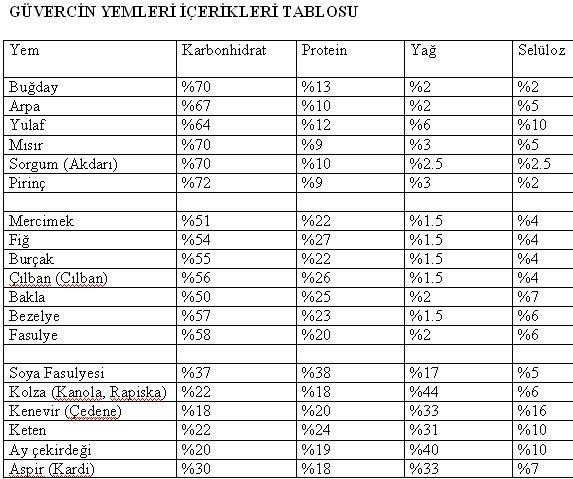 GÜVERCİN YEMLERİ İÇERİKLERİ TABLOSU
Yem Karbonhidrat Protein Yağ Selüloz
Buğday %70 %13 %2 %2
Arpa %67 %10 %2 %5
Yulaf %64 %12 %6 %10
Mısır %70 %9 %3 %5
Sorgum (Akdarı) %70 %10 %2.5 %2.5
Pirinç %72 %9 %3 %2
Mercimek %51 %22 %1.5 %4
Fiğ %54 %27 %1.5 %4
Burçak %55 %22 %1.5 %4
Çılban (Cılban) %56 %26 %1.5 %4
Bakla %50 %25 %2 %7
Bezelye %57 %23 %1.5 %6
Fasulye %58 %20 %2 %6
Soya Fasulyesi %37 %38 %17 %5
Kolza (Kanola, Rapiska) %22 %18 %44 %6
Kenevir (Çedene) %18 %20 %33 %16
Keten %22 %24 %31 %10
Ay çekirdeği %20 %19 %40 %10
Aspir (Kardi) %30 %18 %33 %7